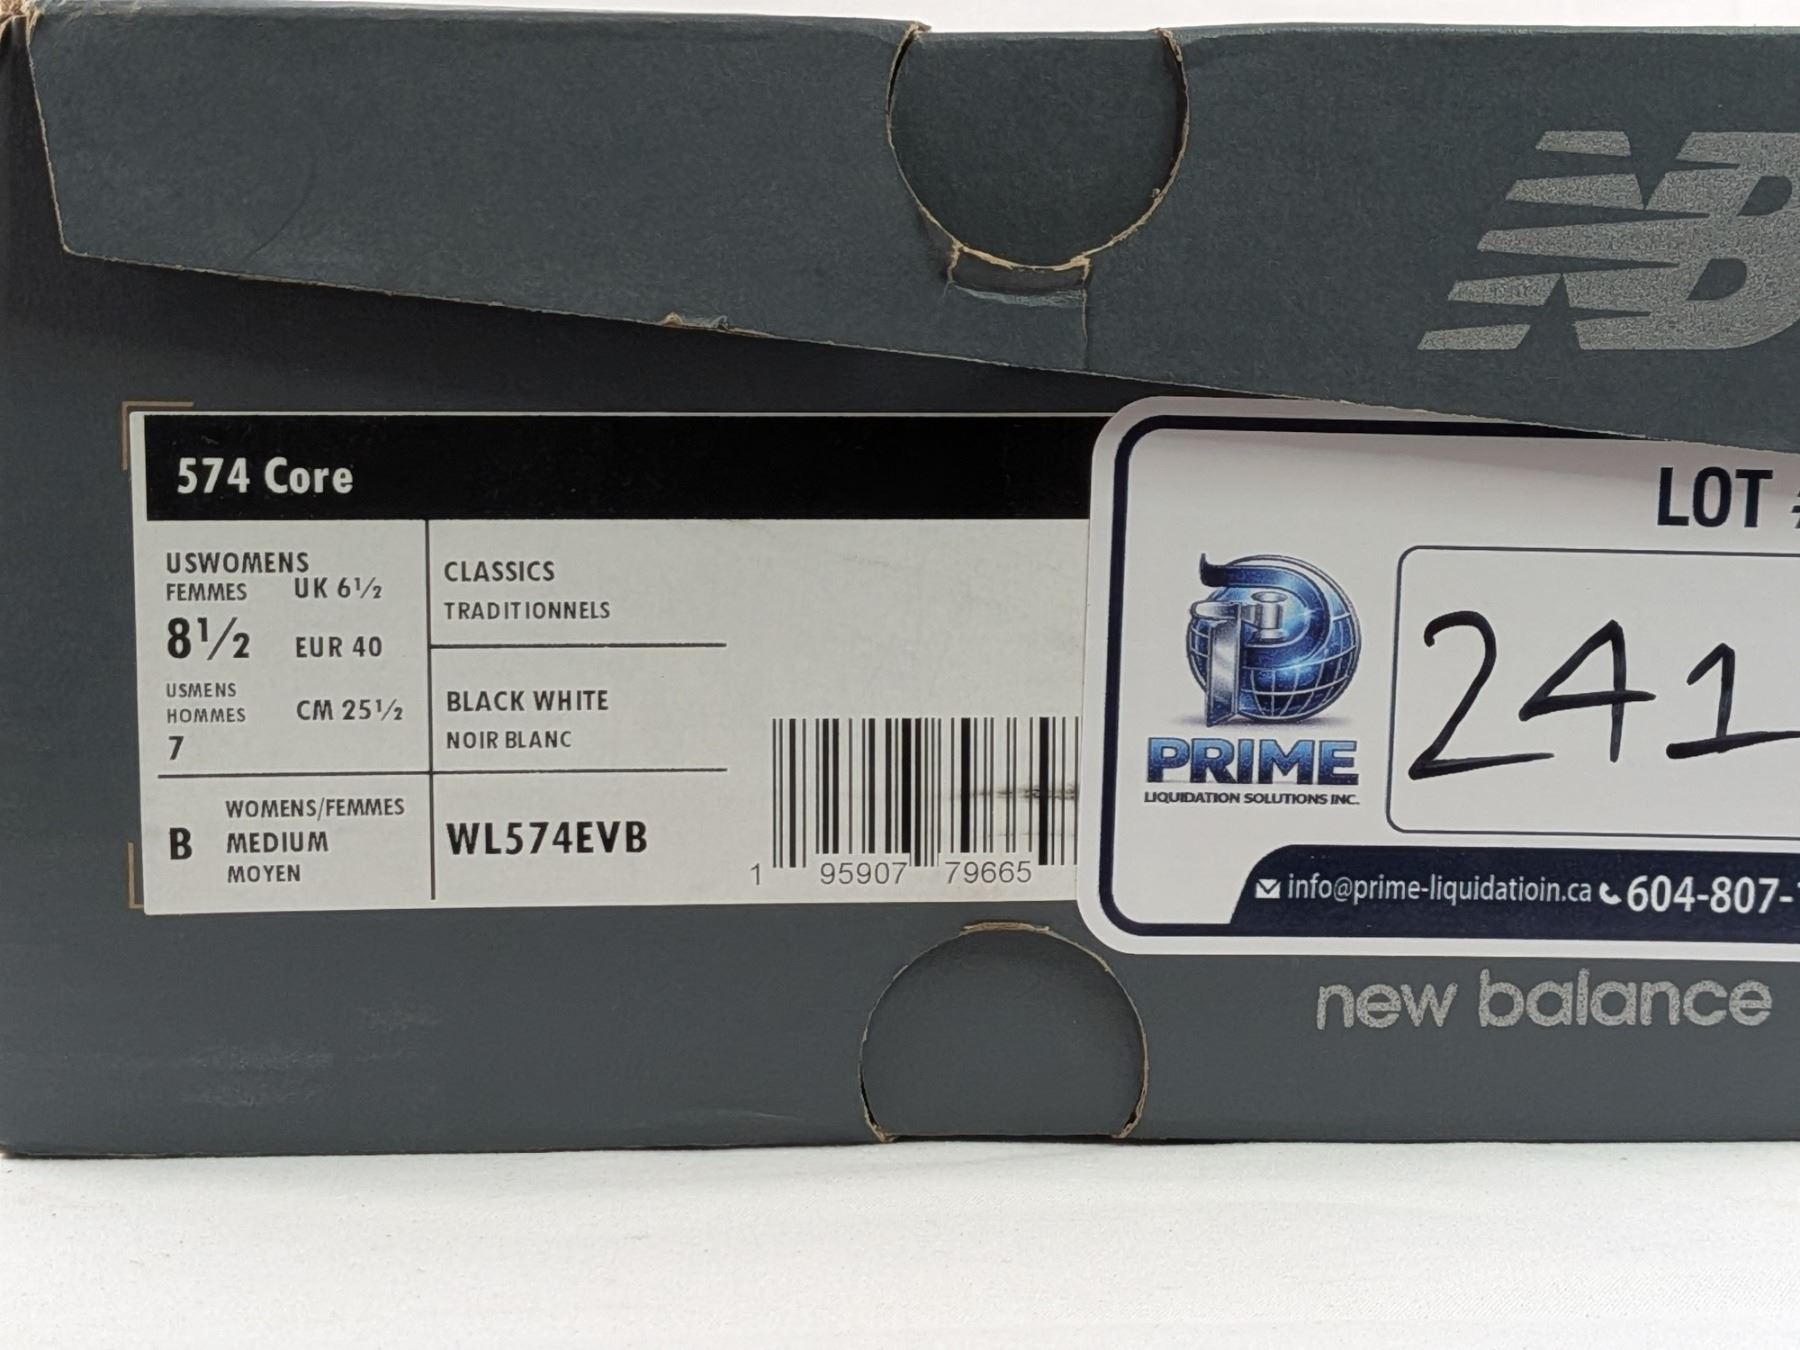 NB
574 Core
USWOMENS
FEMMES
8½
USMENS
HOMMES
7
UK 6½
EUR 40
CM 25½
CLASSICS
TRADITIONNELS
BLACK WHITE
NOIR BLANC
B
WOMENS/FEMMES
MEDIUM
MOYEN
WL574EVB
1 95907 79665
LOT
241
PRIME
LIQUIDATION SOLUTIONS INC.
info@prime-liquidatioin.ca 604-807-
new balance